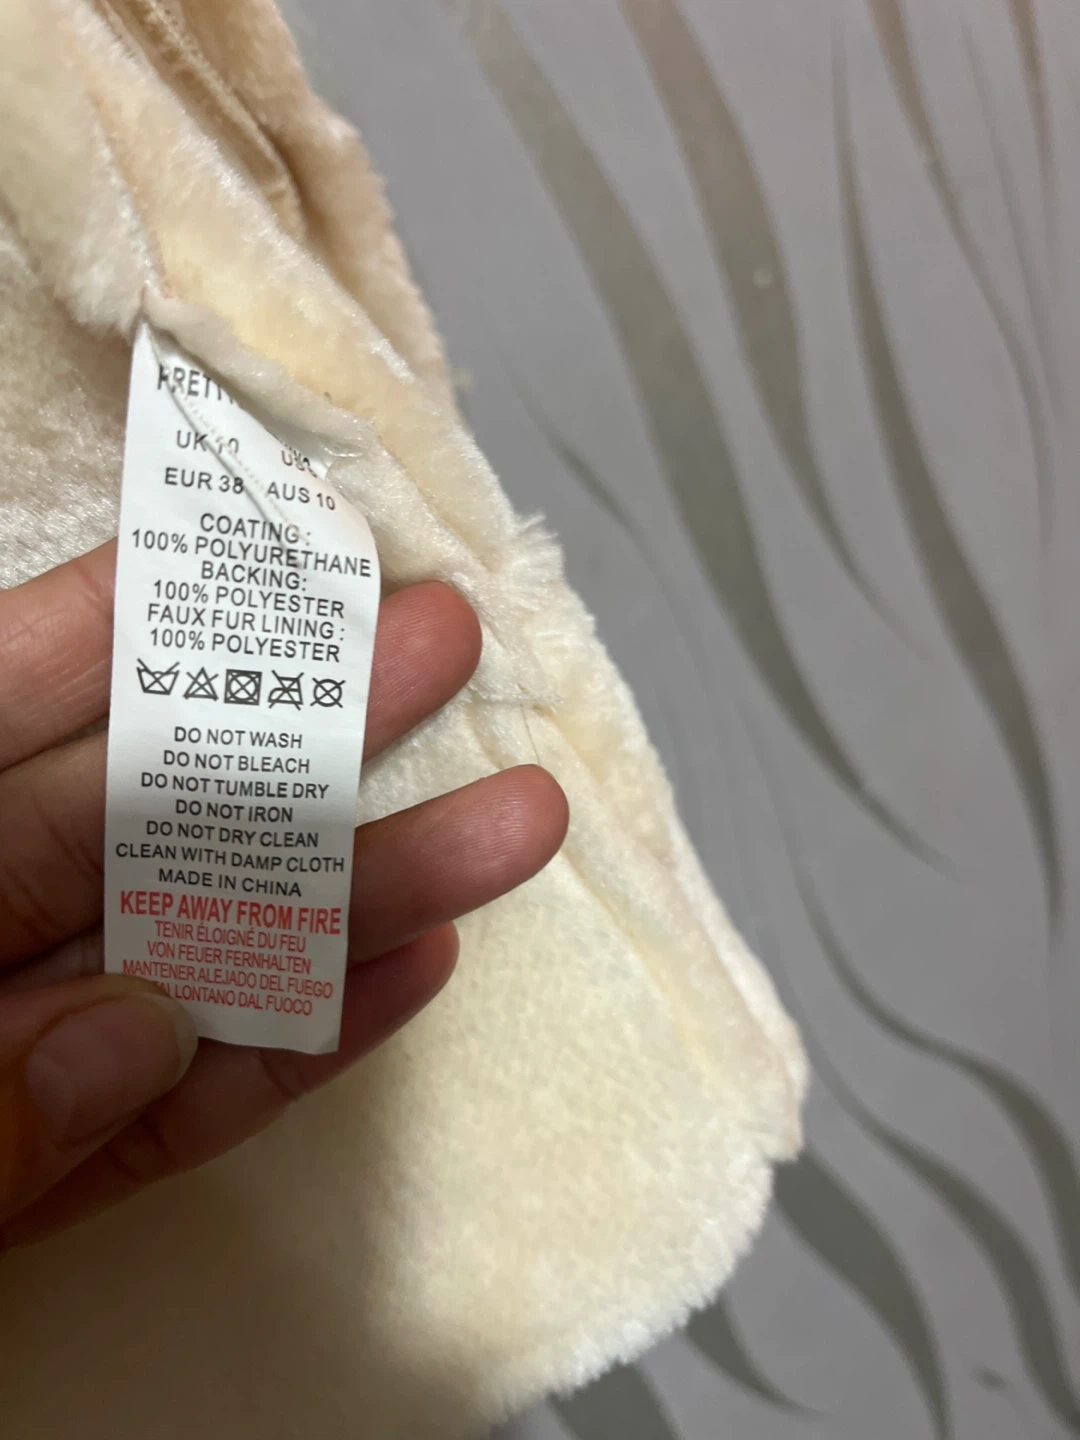 UK 10
EUR 38 AUS 10
COATING :
100% POLYURETHANE
BACKING:
100% POLYESTER
FAUX FUR LINING :
100% POLYESTER
DO NOT WASH
DO NOT BLEACH
DO NOT TUMBLE DRY
DO NOT IRON
DO NOT DRY CLEAN
CLEAN WITH DAMP CLOTH
MADE IN CHINA
KEEP AWAY FROM FIRE
TENIR ÉLOIGNÉ DU FEU
VON FEUER FERNHALTEN
MANTENER ALEJADO DEL FUEGO
LONTANO DAL FUOCO